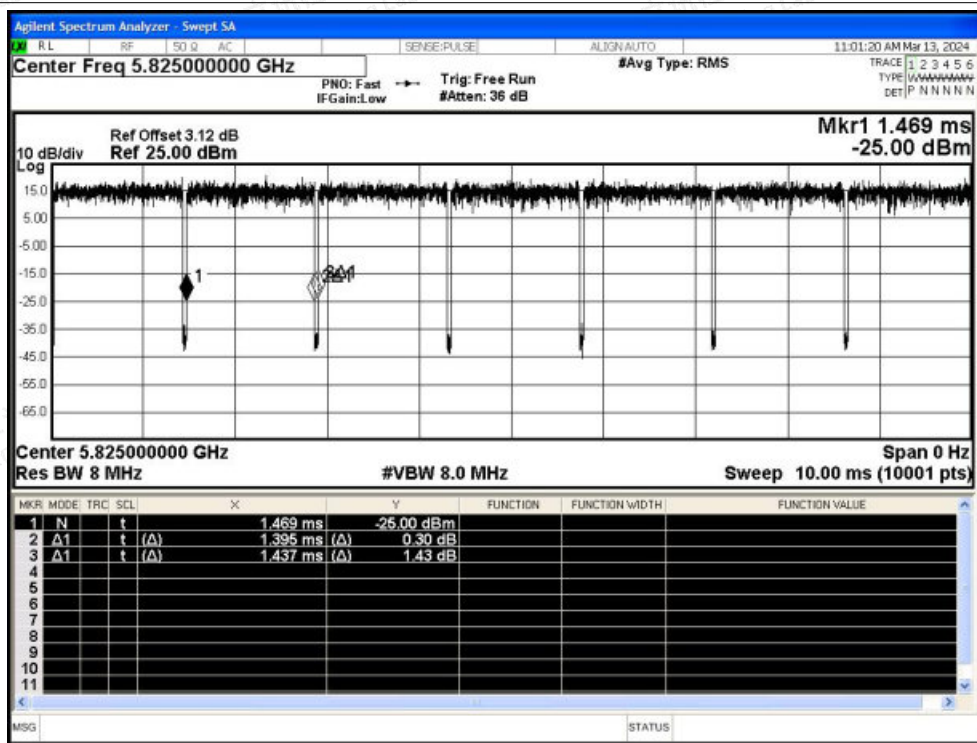 Agilent Spectrum Analyzer - Swept SA
RL RF 50 Ω AC SENSE:PULSE ALIGN AUTO 11:01:20 AM Mar 13, 2024
Center Freq 5.825000000 GHz #Avg Type: RMS TRACE 1 2 3 4 5 6
PNO: Fast Trig: Free Run TYPE WWWWWW
IFGain:Low #Atten: 36 dB DET P N N N N N
Mkr1 1.469 ms
-25.00 dBm
Ref Offset 3.12 dB
10 dB/div Ref 25.00 dBm
Log
15.0
5.00
-5.00
-15.0
1
-25.0
-35.0
-45.0
-55.0
-65.0
Center 5.825000000 GHz Span 0 Hz
Res BW 8 MHz #VBW 8.0 MHz Sweep 10.00 ms (10001 pts)
MKR MODE TRC SCL X Y FUNCTION FUNCTION WIDTH FUNCTION VALUE
1 N t 1.469 ms -25.00 dBm
2 Δ1 t (Δ) 1.395 ms (Δ) 0.30 dB
3 Δ1 t (Δ) 1.437 ms (Δ) 1.43 dB
4
5
6
7
8
9
10
11
MSG STATUS